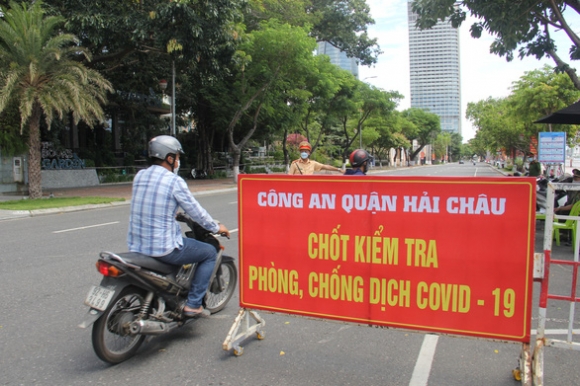 CÔNG AN QUẬN HẢI CHÂU
CHỐT KIỂM TRA
PHÒNG, CHỐNG DỊCH COVID - 19